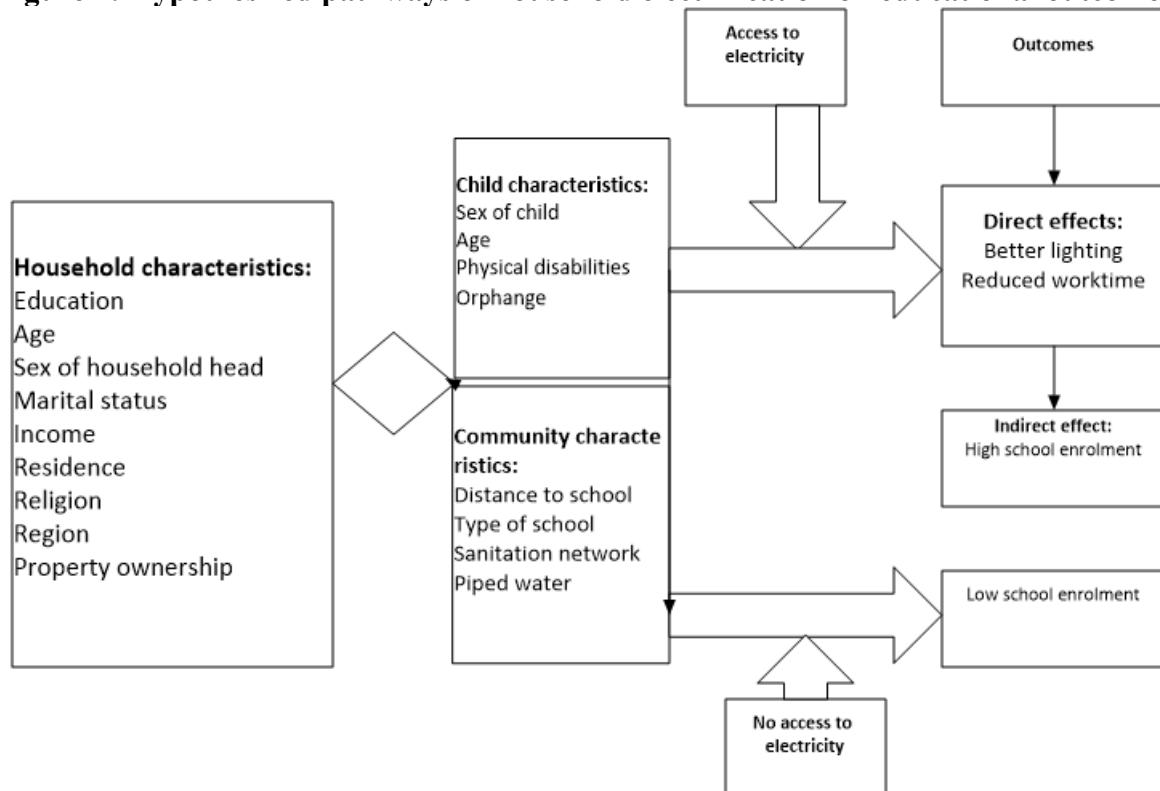 Access to
electricity
Outcomes
Household characteristics:
Education
Age
Sex of household head
Marital status
Income
Residence
Religion
Region
Property ownership
Child characteristics:
Sex of child
Age
Physical disabilities
Orphange
Community characte
ristics:
Distance to school
Type of school
Sanitation network
Piped water
Direct effects:
Better lighting
Reduced worktime
Indirect effect:
High school enrolment
Low school enrolment
No access to
electricity